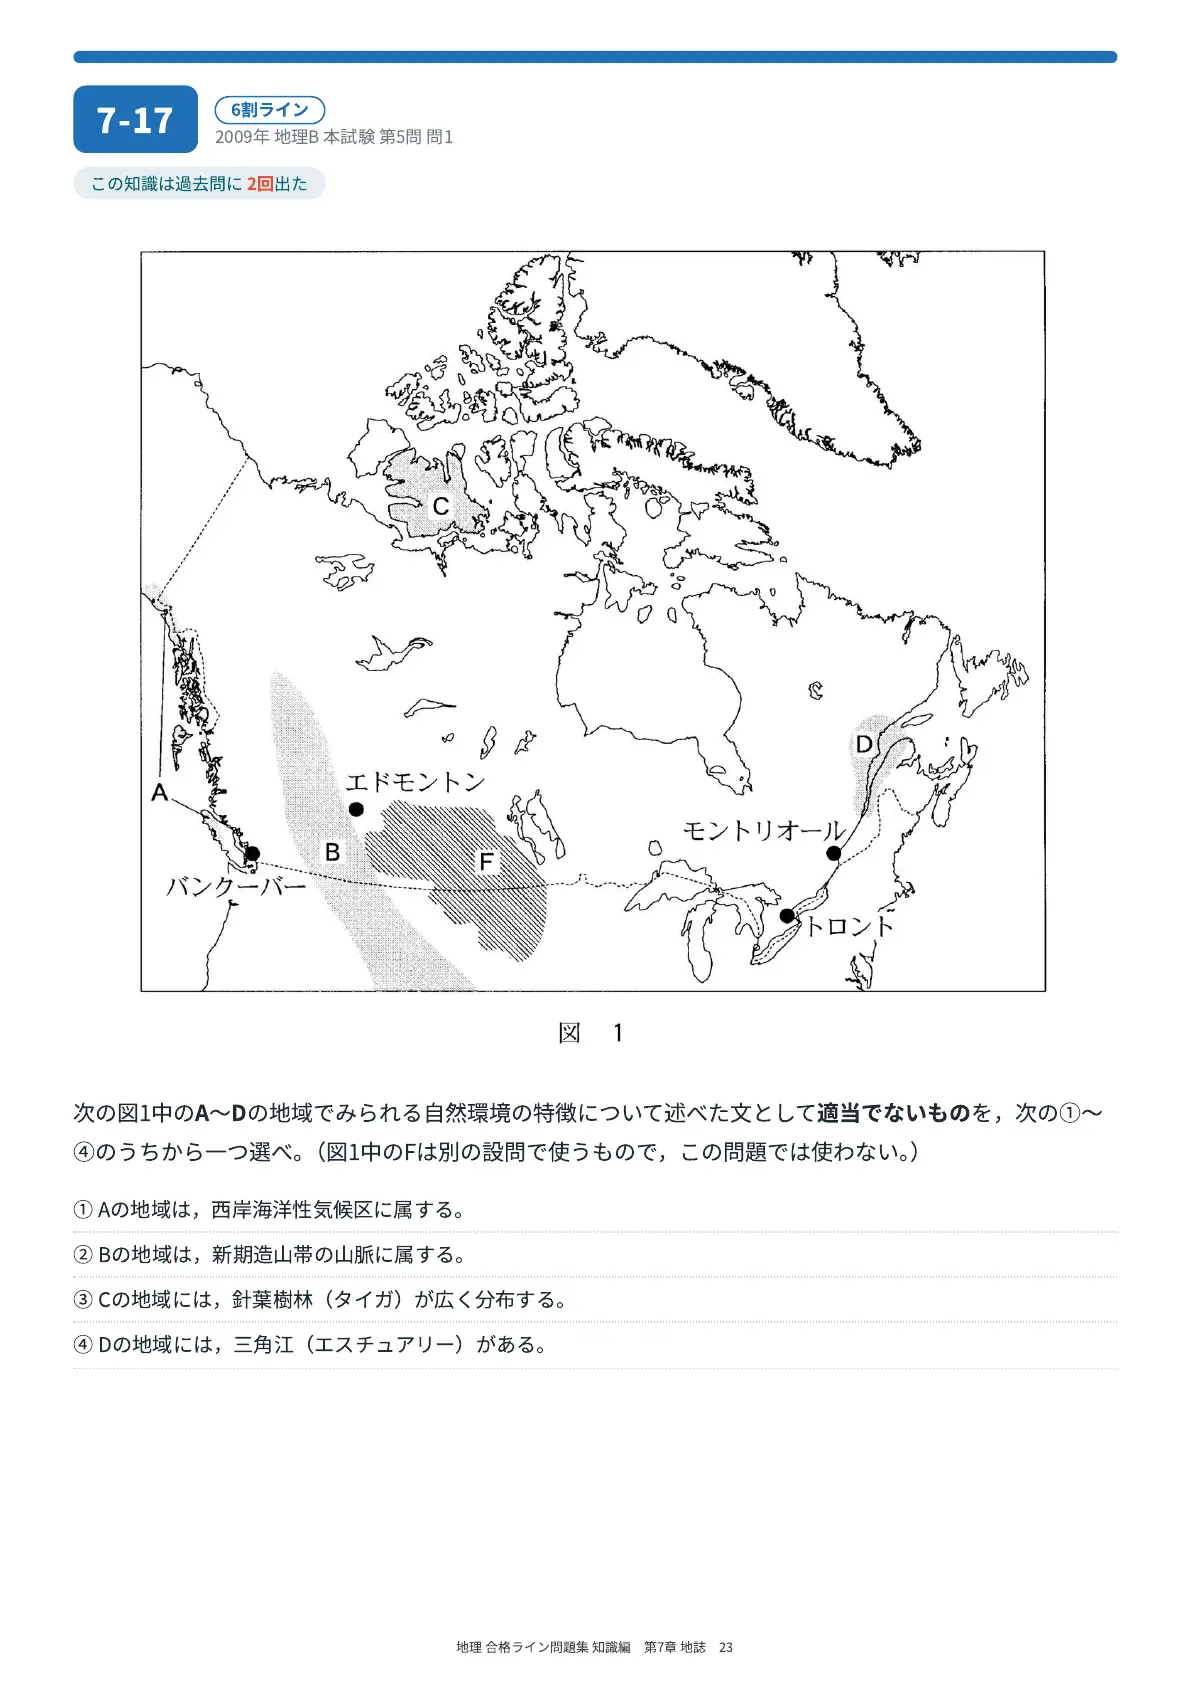 7-17
6割ライン
2009年 地理B 本試験 第5問 問1
この知識は過去問に 2回出た
C
A
エドモントン
B
F
D
モントリオール
バンクーバー
トロント
図 1
次の図1中のA～Dの地域でみられる自然環境の特徴について述べた文として適当でないものを，次の①～
④のうちから一つ選べ。（図1中のFは別の設問で使うもので，この問題では使わない。）
① Aの地域は，西岸海洋性気候区に属する。
② Bの地域は，新期造山帯の山脈に属する。
③ Cの地域には，針葉樹林（タイガ）が広く分布する。
④ Dの地域には，三角江（エスチュアリー）がある。
地理 合格ライン問題集 知識編 第7章 地誌 23